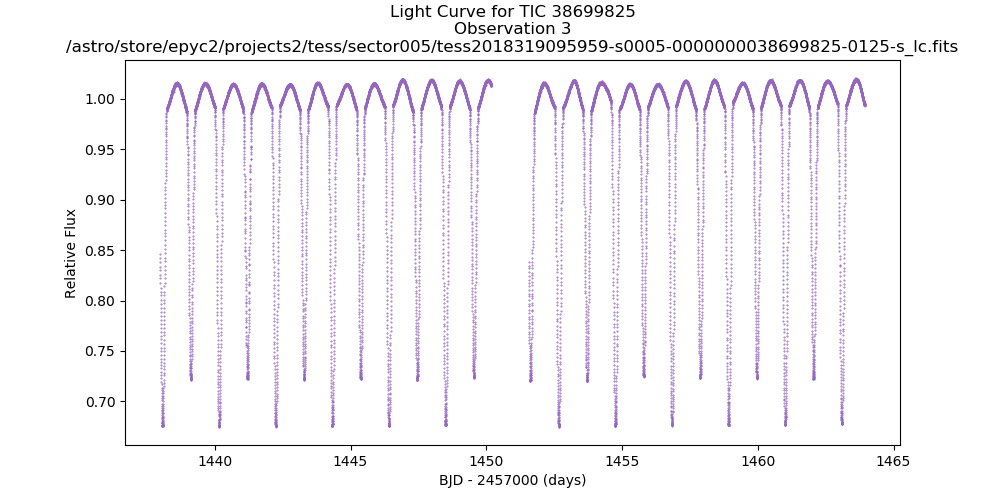 Light Curve for TIC 38699825
Observation 3
/astro/store/epyc2/projects2/tess/sector005/tess2018319095959-s0005-0000000038699825-0125-s_lc.fits
Relative Flux
1.00
0.95
0.90
0.85
0.80
0.75
0.70
1440 1445 1450 1455 1460 1465
BJD - 2457000 (days)